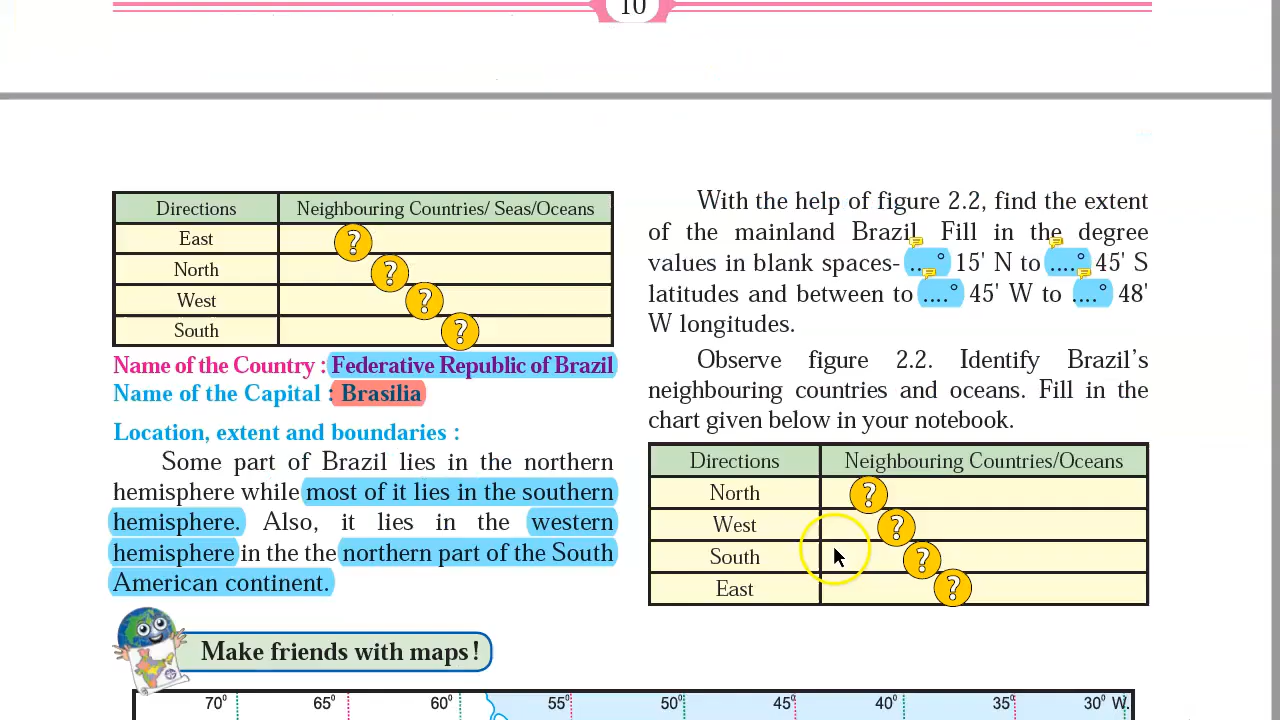 10
Directions Neighbouring Countries/ Seas/Oceans
East ?
North ?
West ?
South ?
Name of the Country : Federative Republic of Brazil
Name of the Capital : Brasilia
Location, extent and boundaries :
Some part of Brazil lies in the northern
hemisphere while most of it lies in the southern
hemisphere. Also, it lies in the western
hemisphere in the the northern part of the South
American continent.
With the help of figure 2.2, find the extent
of the mainland Brazil. Fill in the degree
values in blank spaces- ....° 15' N to ....° 45' S
latitudes and between to ....° 45' W to ....° 48'
W longitudes.
Observe figure 2.2. Identify Brazil's
neighbouring countries and oceans. Fill in the
chart given below in your notebook.
Directions Neighbouring Countries/Oceans
North ?
West ?
South ?
East ?
Make friends with maps!
70° 65° 60° 55° 50° 45° 40° 35° 30° W.